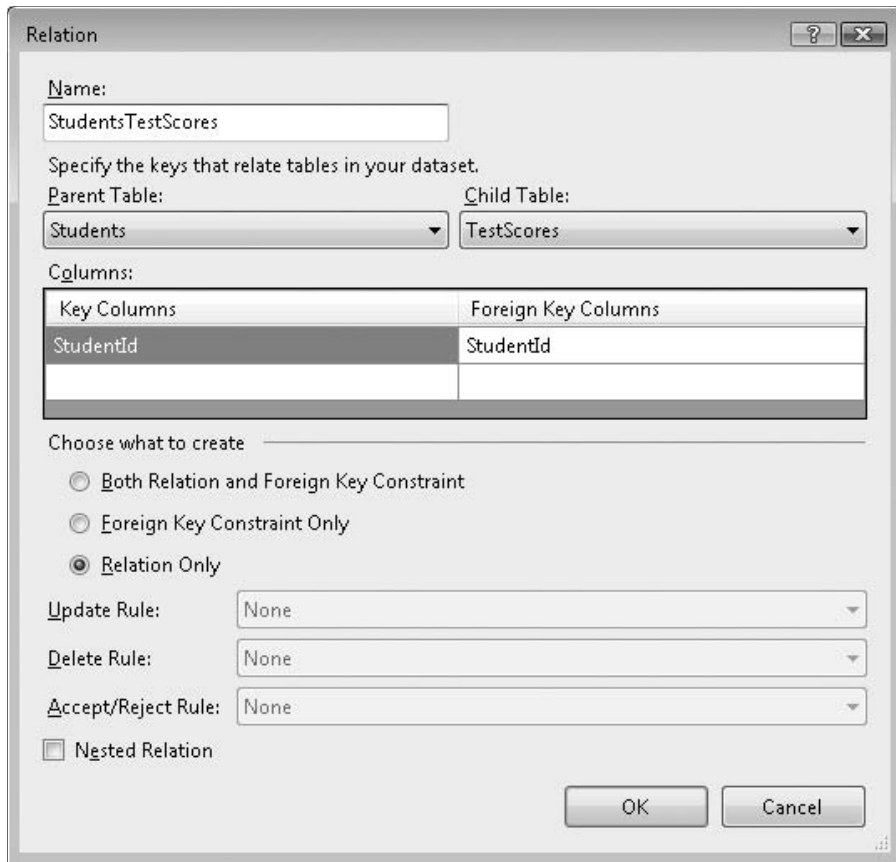 Relation
Name:
StudentsTestScores
Specify the keys that relate tables in your dataset.
Parent Table: Child Table:
Students TestScores
Columns:
Key Columns Foreign Key Columns
StudentId StudentId
Choose what to create
Both Relation and Foreign Key Constraint
Foreign Key Constraint Only
Relation Only
Update Rule: None
Delete Rule: None
Accept/Reject Rule: None
Nested Relation
OK Cancel